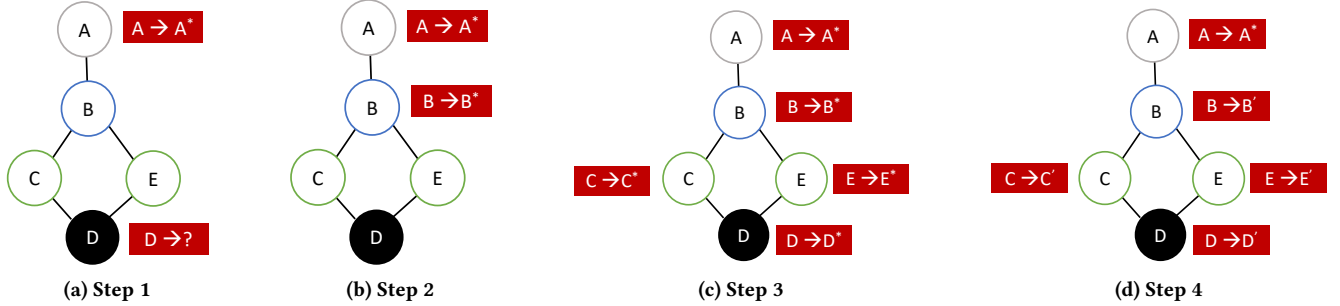 A
A → A*
B
C
E
D
D → ?
(a) Step 1
A
A → A*
B
B → B*
C
E
D
(b) Step 2
A
A → A*
B
B → B*
C → C*
C
E
E → E*
D
D → D*
(c) Step 3
A
A → A*
B
B → B′
C → C′
C
E
E → E′
D
D → D′
(d) Step 4